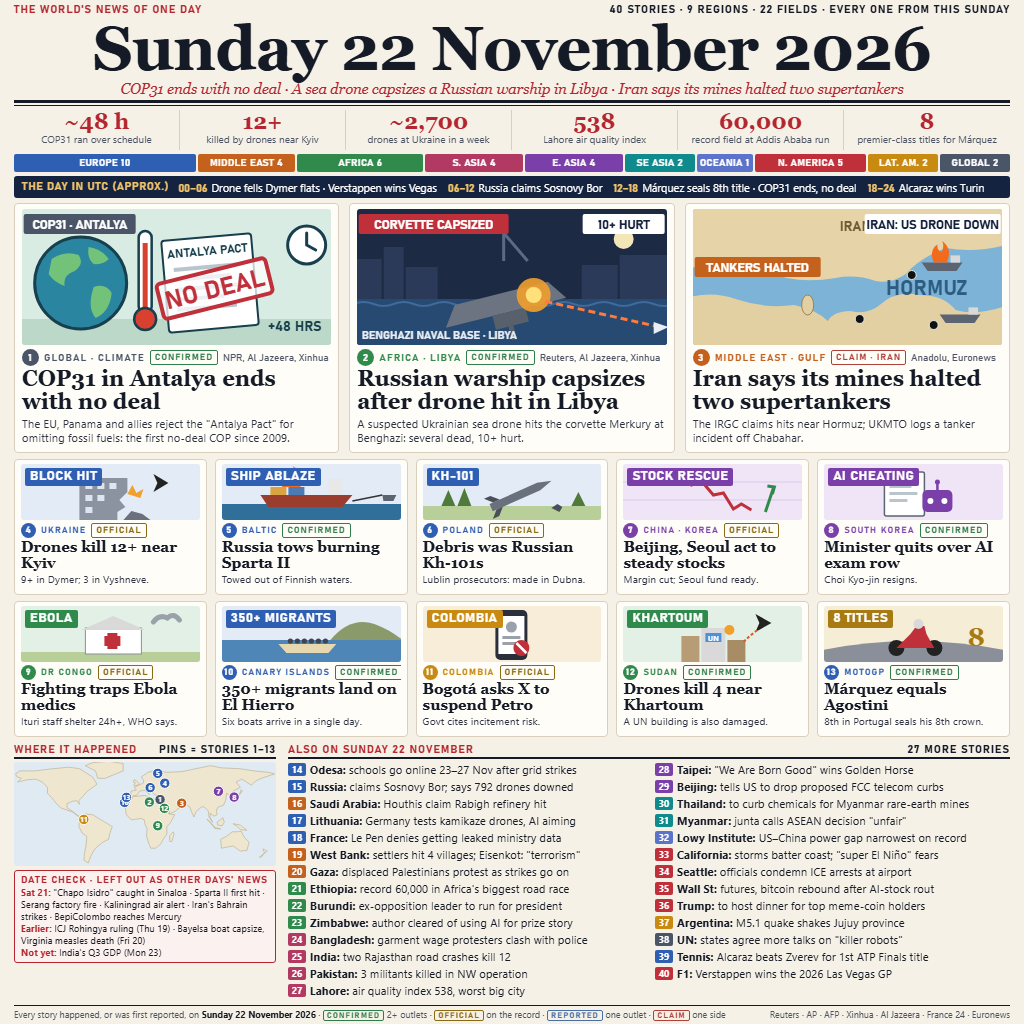 THE WORLD'S NEWS OF ONE DAY
40 STORIES · 9 REGIONS · 22 FIELDS · EVERY ONE FROM THIS SUNDAY
Sunday 22 November 2026
COP31 ends with no deal · A sea drone capsizes a Russian warship in Libya · Iran says its mines halted two supertankers
~48 h
COP31 ran over schedule
12+
killed by drones near Kyiv
~2,700
drones at Ukraine in a week
538
Lahore air quality index
60,000
record field at Addis Ababa run
8
premier-class titles for Márquez
EUROPE 10
MIDDLE EAST 4
AFRICA 6
S. ASIA 4
E. ASIA 4
SE ASIA 2
OCEANIA 1
N. AMERICA 5
LAT. AM. 2
GLOBAL 2
THE DAY IN UTC (APPROX.) 00–06 Drone fells Dymer flats · Verstappen wins Vegas 06–12 Russia claims Sosnovy Bor 12–18 Márquez seals 8th title · COP31 ends, no deal 18–24 Alcaraz wins Turin
COP31 · ANTALYA
ANTALYA PACT
NO DEAL
+48 HRS
1 GLOBAL · CLIMATE CONFIRMED NPR, Al Jazeera, Xinhua
COP31 in Antalya ends
with no deal
The EU, Panama and allies reject the "Antalya Pact" for
omitting fossil fuels: the first no-deal COP since 2009.
CORVETTE CAPSIZED
10+ HURT
BENGHAZI NAVAL BASE · LIBYA
2 AFRICA · LIBYA CONFIRMED Reuters, Al Jazeera, Xinhua
Russian warship capsizes
after drone hit in Libya
A suspected Ukrainian sea drone hits the corvette Merkury at
Benghazi: several dead, 10+ hurt.
IRAN: US DRONE DOWN
TANKERS HALTED
HORMUZ
3 MIDDLE EAST · GULF CLAIM · IRAN Anadolu, Euronews
Iran says its mines halted
two supertankers
The IRGC claims hits near Hormuz; UKMTO logs a tanker
incident off Chabahar.
BLOCK HIT
4 UKRAINE OFFICIAL
Drones kill 12+ near
Kyiv
9+ in Dymer; 3 in Vyshneve.
SHIP ABLAZE
5 BALTIC CONFIRMED
Russia tows burning
Sparta II
Towed out of Finnish waters.
KH-101
6 POLAND OFFICIAL
Debris was Russian
Kh-101s
Lublin prosecutors: made in Dubna.
STOCK RESCUE
7 CHINA · KOREA OFFICIAL
Beijing, Seoul act to
steady stocks
Margin cut; Seoul fund ready.
AI CHEATING
8 SOUTH KOREA CONFIRMED
Minister quits over AI
exam row
Choi Kyo-jin resigns.
EBOLA
9 DR CONGO OFFICIAL
Fighting traps Ebola
medics
Ituri staff shelter 24h+, WHO says.
350+ MIGRANTS
10 CANARY ISLANDS CONFIRMED
350+ migrants land on
El Hierro
Six boats arrive in a single day.
COLOMBIA
11 COLOMBIA OFFICIAL
Bogotá asks X to
suspend Petro
Govt cites incitement risk.
KHARTOUM
UN
12 SUDAN CONFIRMED
Drones kill 4 near
Khartoum
A UN building is also damaged.
8 TITLES
8
13 MOTOGP CONFIRMED
Márquez equals
Agostini
8th in Portugal seals his 8th crown.
WHERE IT HAPPENED PINS = STORIES 1–13
5
4
6
7
8
13
2
1
3
12
11
9
DATE CHECK · LEFT OUT AS OTHER DAYS' NEWS
Sat 21: "Chapo Isidro" caught in Sinaloa · Sparta II first hit ·
Serang factory fire · Kaliningrad air alert · Iran's Bahrain
strikes · BepiColombo reaches Mercury
Earlier: ICJ Rohingya ruling (Thu 19) · Bayelsa boat capsize,
Virginia measles death (Fri 20)
Not yet: India's Q3 GDP (Mon 23)
ALSO ON SUNDAY 22 NOVEMBER
27 MORE STORIES
14 Odesa: schools go online 23–27 Nov after grid strikes
15 Russia: claims Sosnovy Bor; says 792 drones downed
16 Saudi Arabia: Houthis claim Rabigh refinery hit
17 Lithuania: Germany tests kamikaze drones, AI aiming
18 France: Le Pen denies getting leaked ministry data
19 West Bank: settlers hit 4 villages; Eisenkot: "terrorism"
20 Gaza: displaced Palestinians protest as strikes go on
21 Ethiopia: record 60,000 in Africa's biggest road race
22 Burundi: ex-opposition leader to run for president
23 Zimbabwe: author cleared of using AI for prize story
24 Bangladesh: garment wage protesters clash with police
25 India: two Rajasthan road crashes kill 12
26 Pakistan: 3 militants killed in NW operation
27 Lahore: air quality index 538, worst big city
28 Taipei: "We Are Born Good" wins Golden Horse
29 Beijing: tells US to drop proposed FCC telecom curbs
30 Thailand: to curb chemicals for Myanmar rare-earth mines
31 Myanmar: junta calls ASEAN decision "unfair"
32 Lowy Institute: US–China power gap narrowest on record
33 California: storms batter coast; "super El Niño" fears
34 Seattle: officials condemn ICE arrests at airport
35 Wall St: futures, bitcoin rebound after AI-stock rout
36 Trump: to host dinner for top meme-coin holders
37 Argentina: M5.1 quake shakes Jujuy province
38 UN: states agree more talks on "killer robots"
39 Tennis: Alcaraz beats Zverev for 1st ATP Finals title
40 F1: Verstappen wins the 2026 Las Vegas GP
Every story happened, or was first reported, on Sunday 22 November 2026 · CONFIRMED 2+ outlets · OFFICIAL on the record · REPORTED one outlet · CLAIM one side
Reuters · AP · AFP · Xinhua · Al Jazeera · France 24 · Euronews